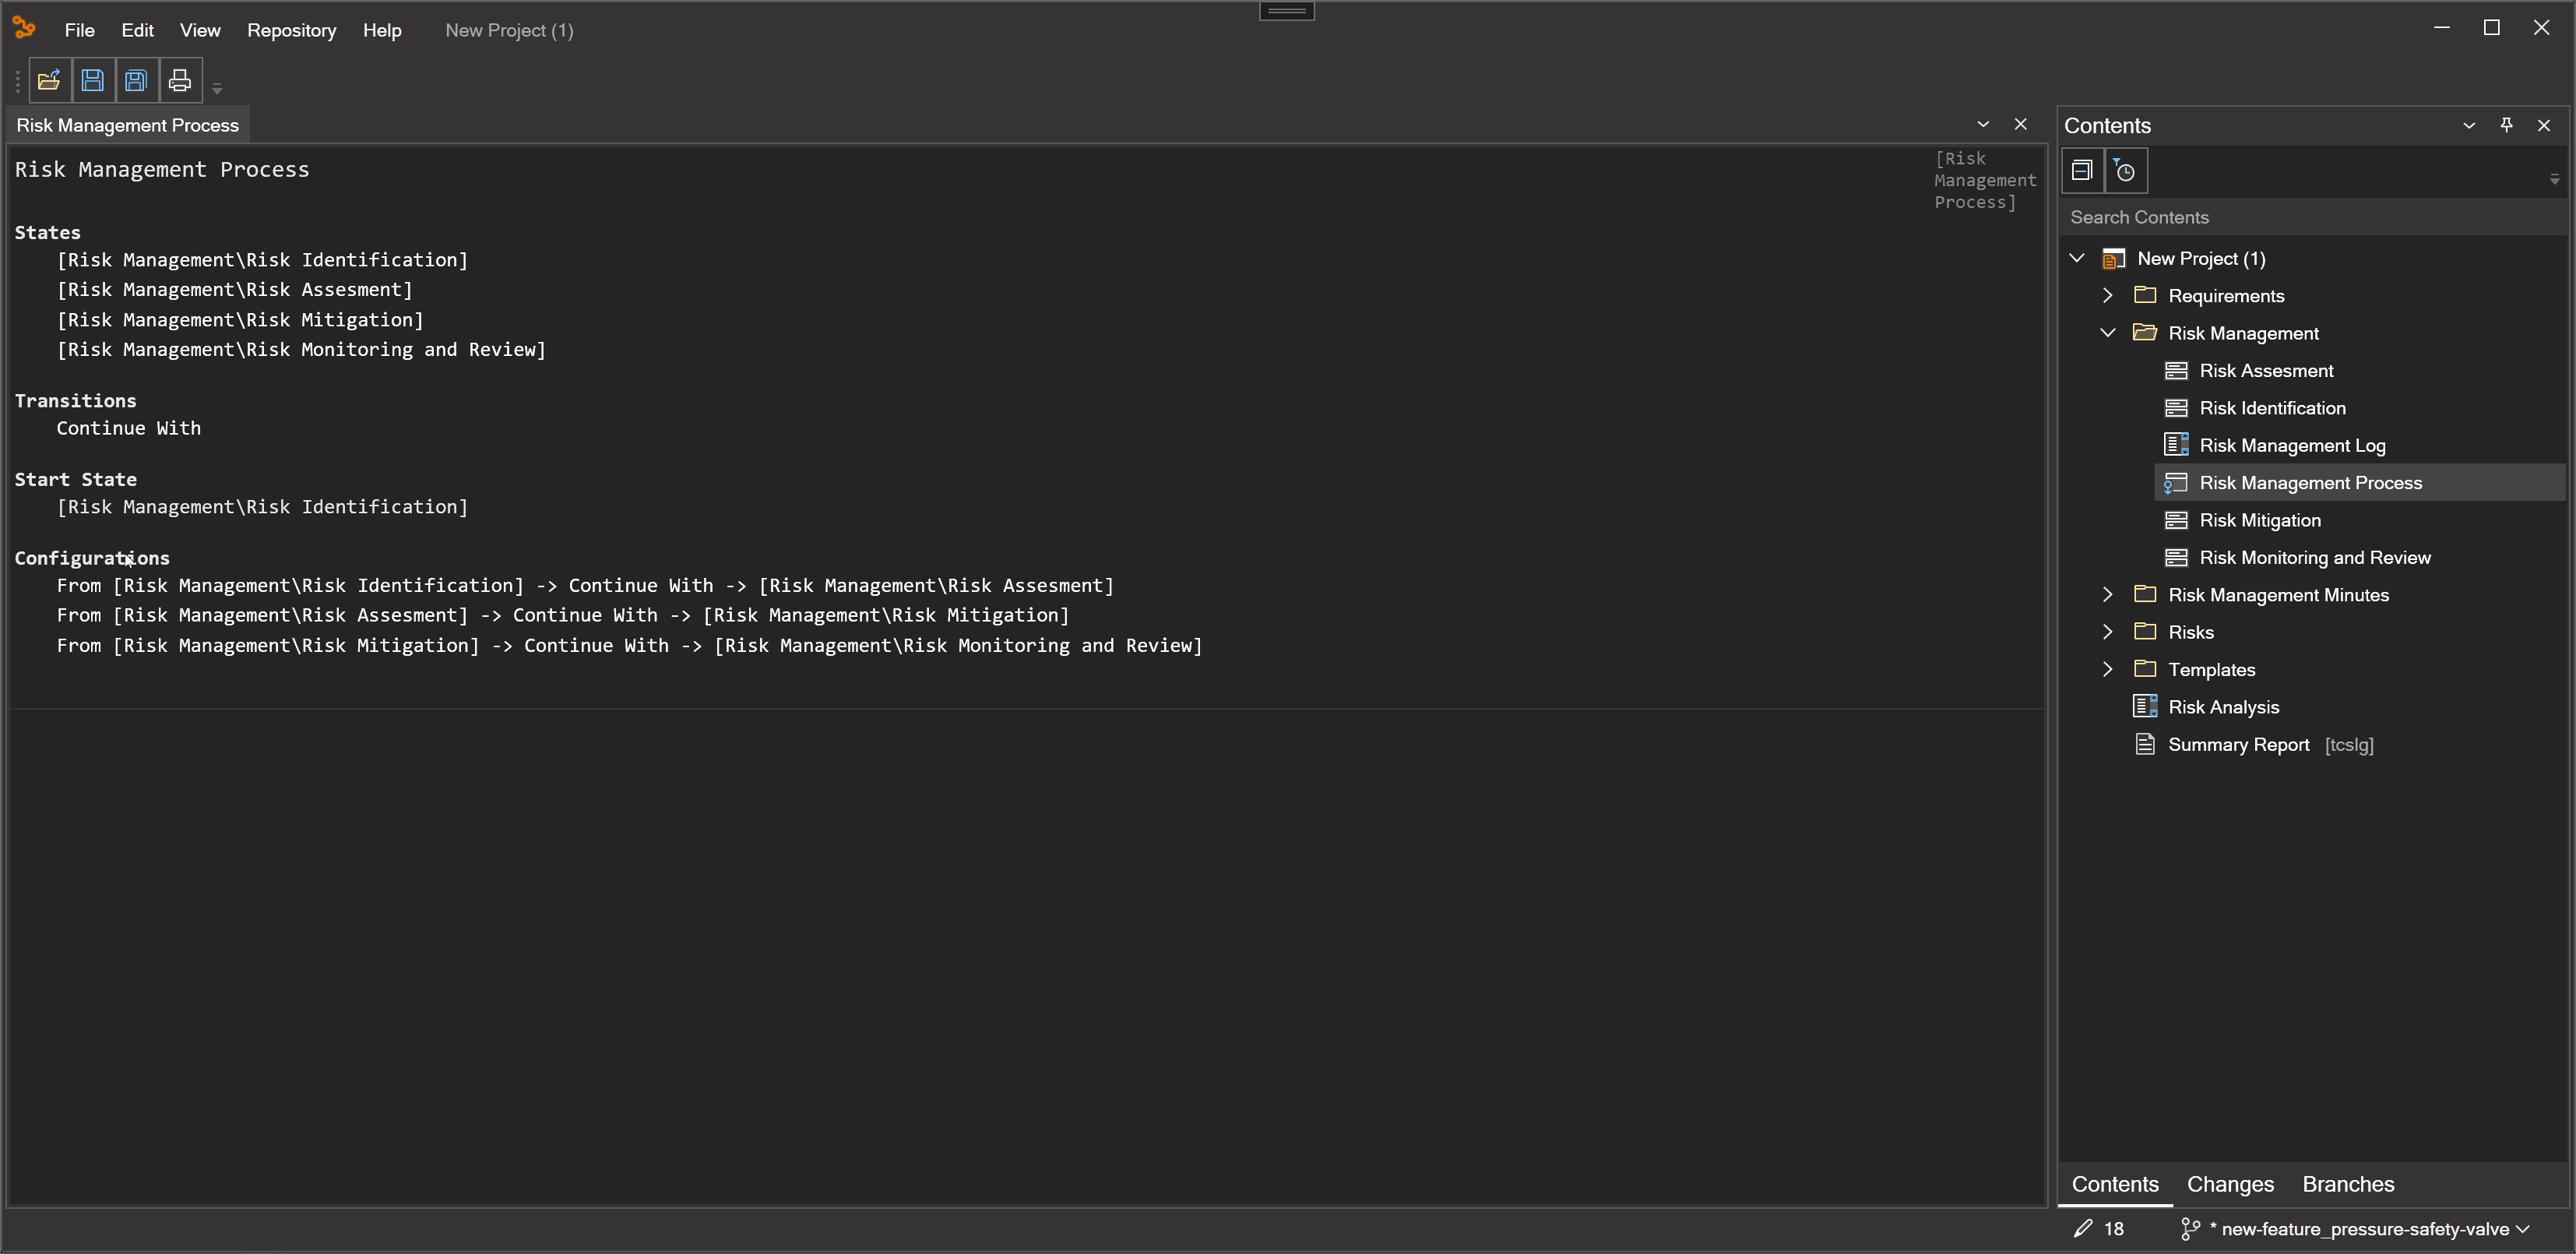 File Edit View Repository Help New Project (1)
Risk Management Process
Risk Management Process
[Risk
Management
Process]
States
[Risk Management\Risk Identification]
[Risk Management\Risk Assesment]
[Risk Management\Risk Mitigation]
[Risk Management\Risk Monitoring and Review]
Transitions
Continue With
Start State
[Risk Management\Risk Identification]
Configurations
From [Risk Management\Risk Identification] -> Continue With -> [Risk Management\Risk Assesment]
From [Risk Management\Risk Assesment] -> Continue With -> [Risk Management\Risk Mitigation]
From [Risk Management\Risk Mitigation] -> Continue With -> [Risk Management\Risk Monitoring and Review]
Contents
Search Contents
New Project (1)
Requirements
Risk Management
Risk Assesment
Risk Identification
Risk Management Log
Risk Management Process
Risk Mitigation
Risk Monitoring and Review
Risk Management Minutes
Risks
Templates
Risk Analysis
Summary Report [tcslg]
Contents Changes Branches
18 * new-feature_pressure-safety-valve